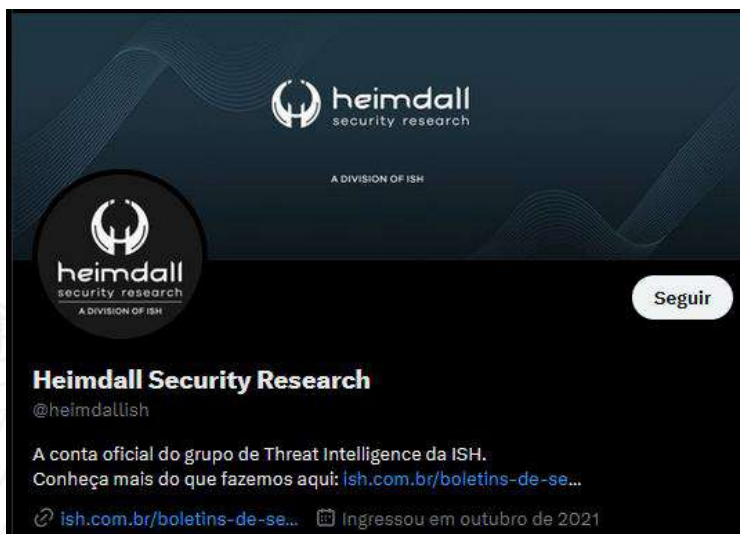 heimdall
security research
A DIVISION OF ISH
heimdall
security research
A DIVISION OF ISH
Seguir
Heimdall Security Research
@heimdallish
A conta oficial do grupo de Threat Intelligence da ISH.
Conheça mais do que fazemos aqui: ish.com.br/boletins-de-se...
ish.com.br/boletins-de-se... Ingressou em outubro de 2021